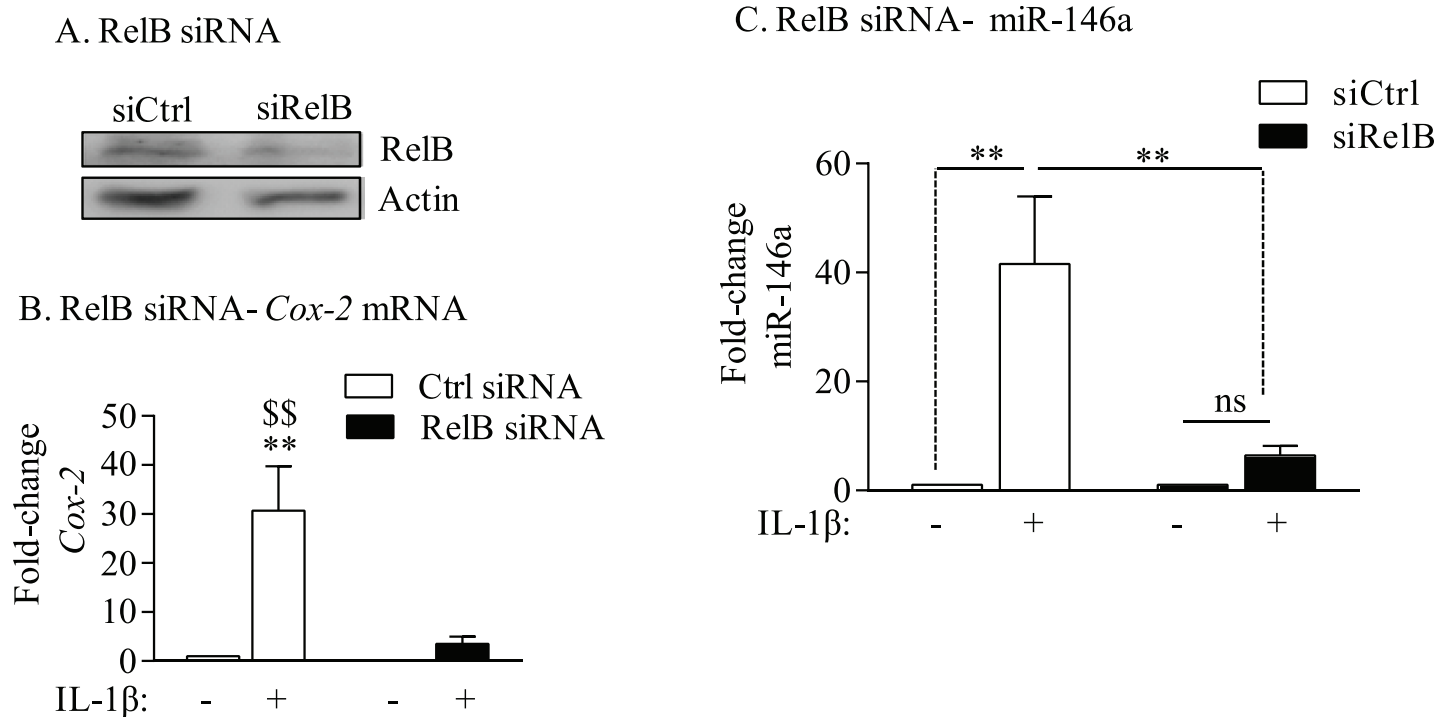 A. RelB siRNA
siCtrl siRelB
RelB
Actin
B. RelB siRNA- Cox-2 mRNA
Ctrl siRNA
RelB siRNA
Fold-change
Cox-2
50
40
30
20
10
0
$$
**
IL-1β: - + - +
C. RelB siRNA- miR-146a
siCtrl
siRelB
Fold-change
miR-146a
60
40
20
0
** **
ns
IL-1β: - + - +